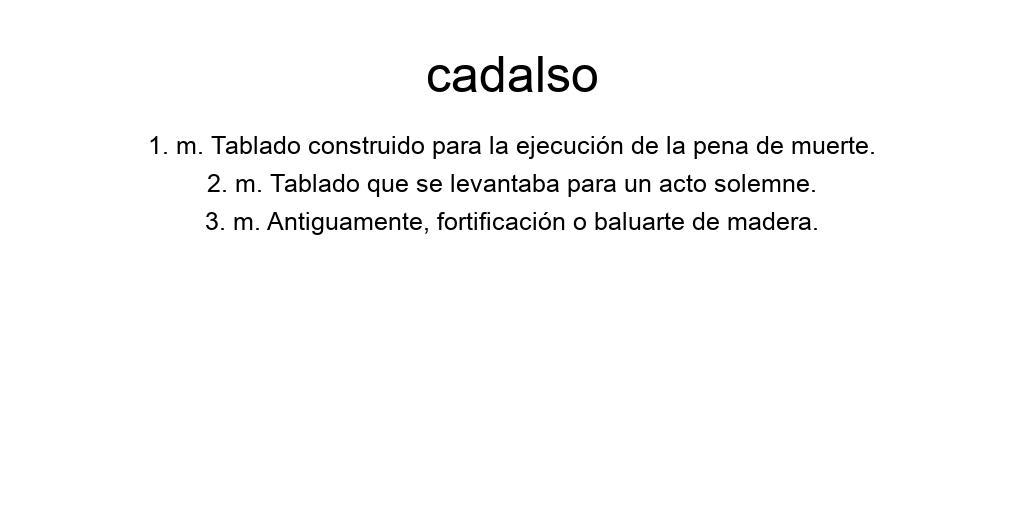 cadalso
1. m. Tablado construido para la ejecución de la pena de muerte.
2. m. Tablado que se levantaba para un acto solemne.
3. m. Antiguamente, fortificación o baluarte de madera.